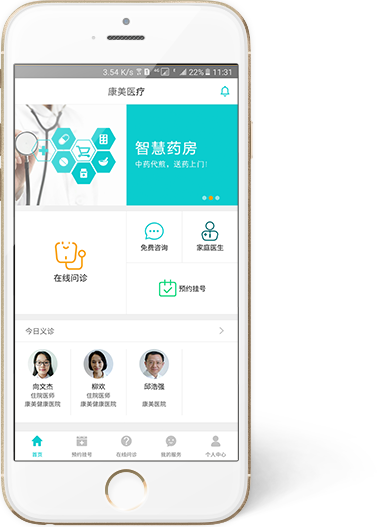 3.54 K/s 4G 22% 11:31
康美医疗
智慧药房
中药代煎，送药上门！
在线问诊
免费咨询
家庭医生
预约挂号
今日义诊
向文杰
住院医师
康美健康医院
柳欢
住院医师
康美健康医院
邱浩强
康美医院
首页
预约挂号
在线问诊
我的服务
个人中心